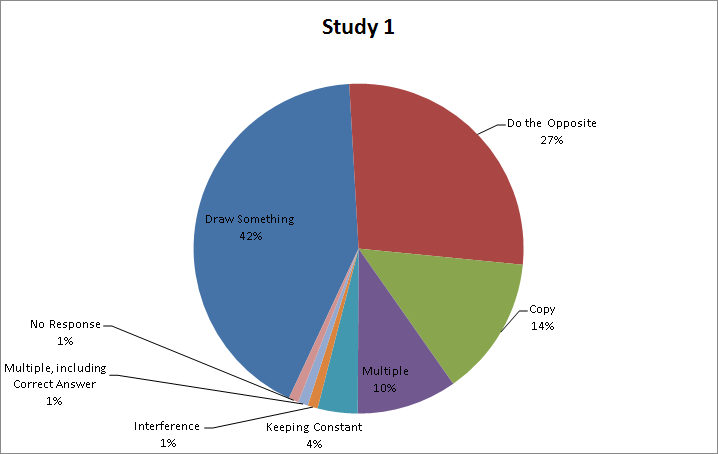 Study 1
Do the Opposite
27%
Draw Something
42%
Copy
14%
No Response
1%
Multiple, including
Correct Answer
1%
Multiple
10%
Interference
1%
Keeping Constant
4%